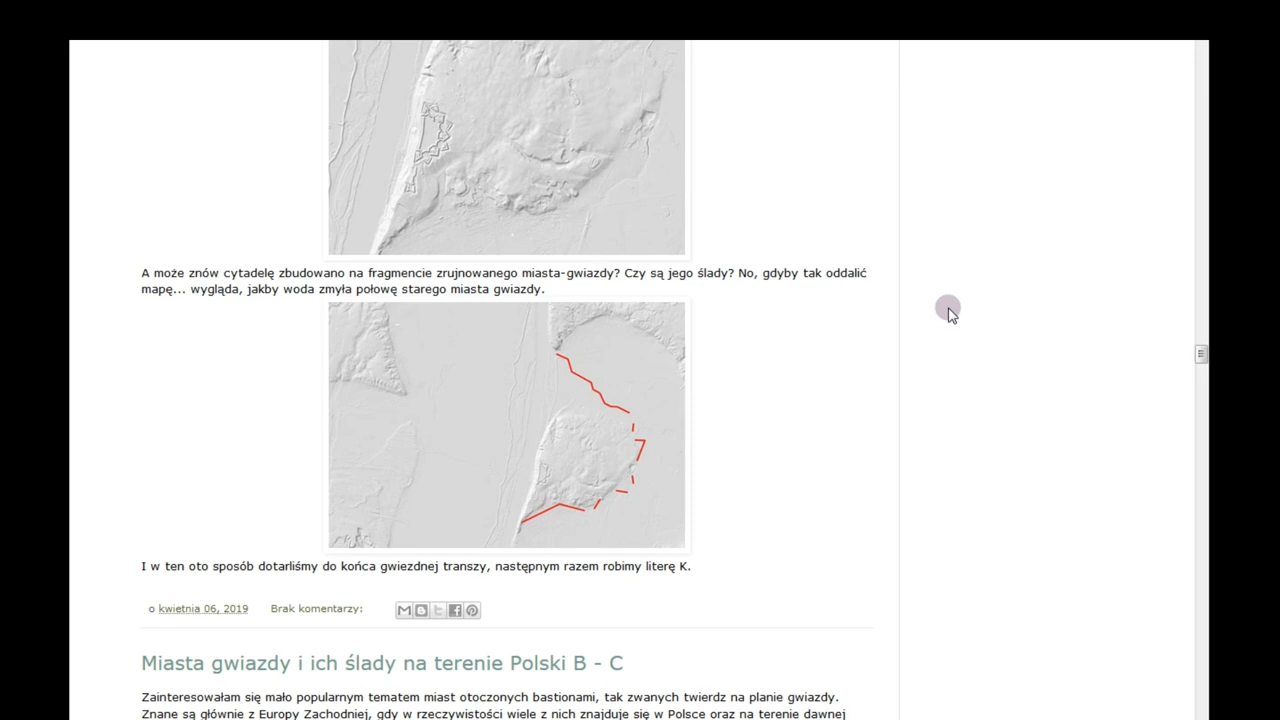 A może znów cytadelę zbudowano na fragmencie zrujnowanego miasta-gwiazdy? Czy są jego ślady? No, gdyby tak oddalić
mapę... wygląda, jakby woda zmyła połowę starego miasta gwiazdy.
I w ten oto sposób dotarliśmy do końca gwiezdnej transzy, następnym razem robimy literę K.
o kwietnia 06, 2019 Brak komentarzy:
Miasta gwiazdy i ich ślady na terenie Polski B - C
Zainteresowałam się mało popularnym tematem miast otoczonych bastionami, tak zwanych twierdz na planie gwiazdy.
Znane są głównie z Europy Zachodniej, gdy w rzeczywistości wiele z nich znajduje się w Polsce oraz na terenie dawnej